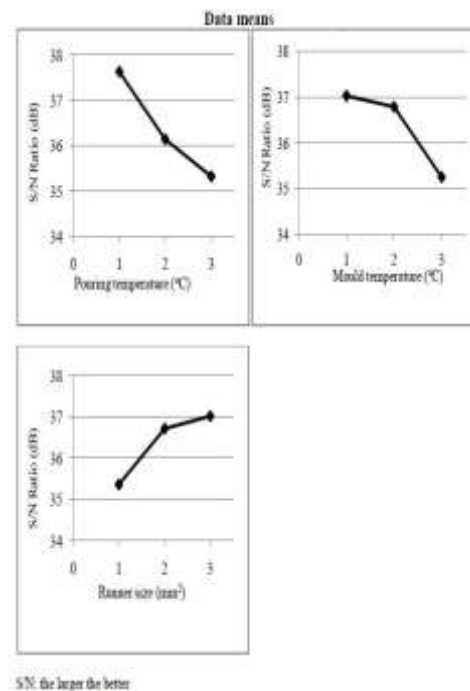 Data means
38
37
36
35
34
0 1 2 3
S/N Ratio (dB)
Pouring temperature (°C)
38
37
36
35
34
0 1 2 3
S/N Ratio (dB)
Mould temperature (°C)
38
37
36
35
34
0 1 2 3
S/N Ratio (dB)
Runner size (mm²)
S/N: the larger the better